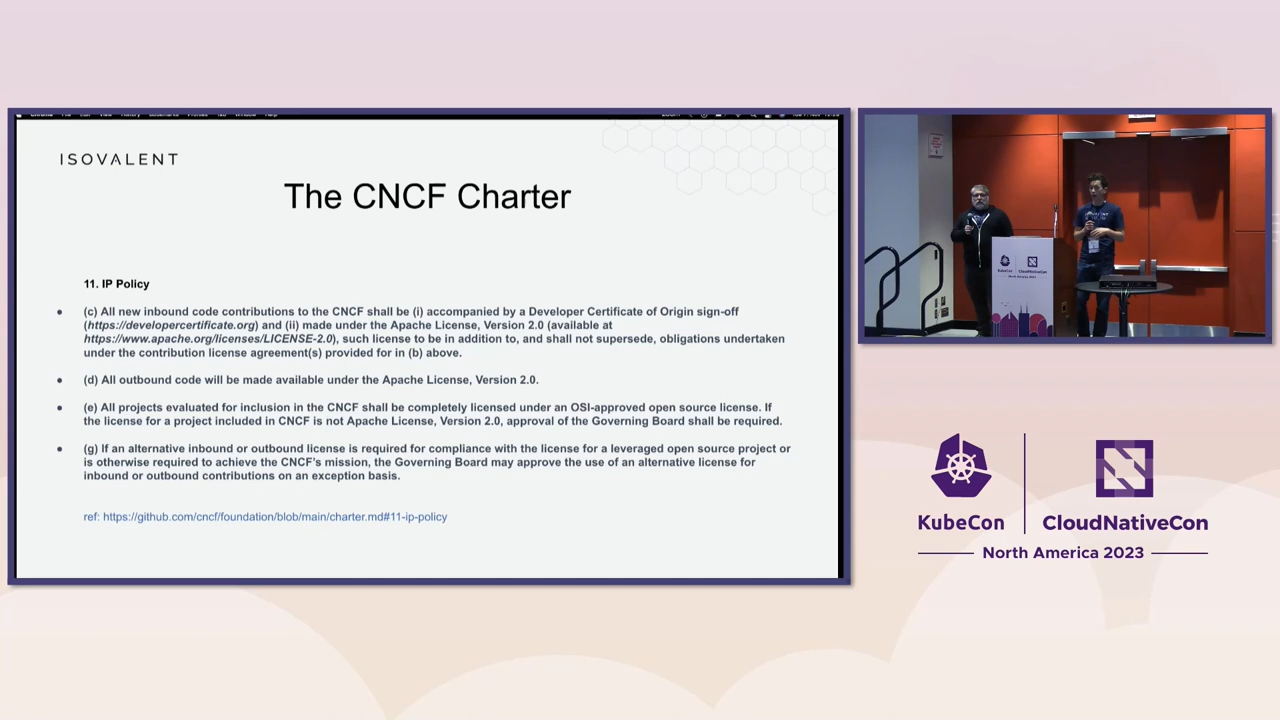 ISOVALENT
The CNCF Charter
11. IP Policy
● (c) All new inbound code contributions to the CNCF shall be (i) accompanied by a Developer Certificate of Origin sign-off
(https://developercertificate.org) and (ii) made under the Apache License, Version 2.0 (available at
https://www.apache.org/licenses/LICENSE-2.0), such license to be in addition to, and shall not supersede, obligations undertaken
under the contribution license agreement(s) provided for in (b) above.
● (d) All outbound code will be made available under the Apache License, Version 2.0.
● (e) All projects evaluated for inclusion in the CNCF shall be completely licensed under an OSI-approved open source license. If
the license for a project included in CNCF is not Apache License, Version 2.0, approval of the Governing Board shall be required.
● (g) If an alternative inbound or outbound license is required for compliance with the license for a leveraged open source project or
is otherwise required to achieve the CNCF's mission, the Governing Board may approve the use of an alternative license for
inbound or outbound contributions on an exception basis.
ref: https://github.com/cncf/foundation/blob/main/charter.md#11-ip-policy
ISOVALENT
KubeCon
CloudNativeCon
North America 2023
KubeCon
CloudNativeCon
North America 2023